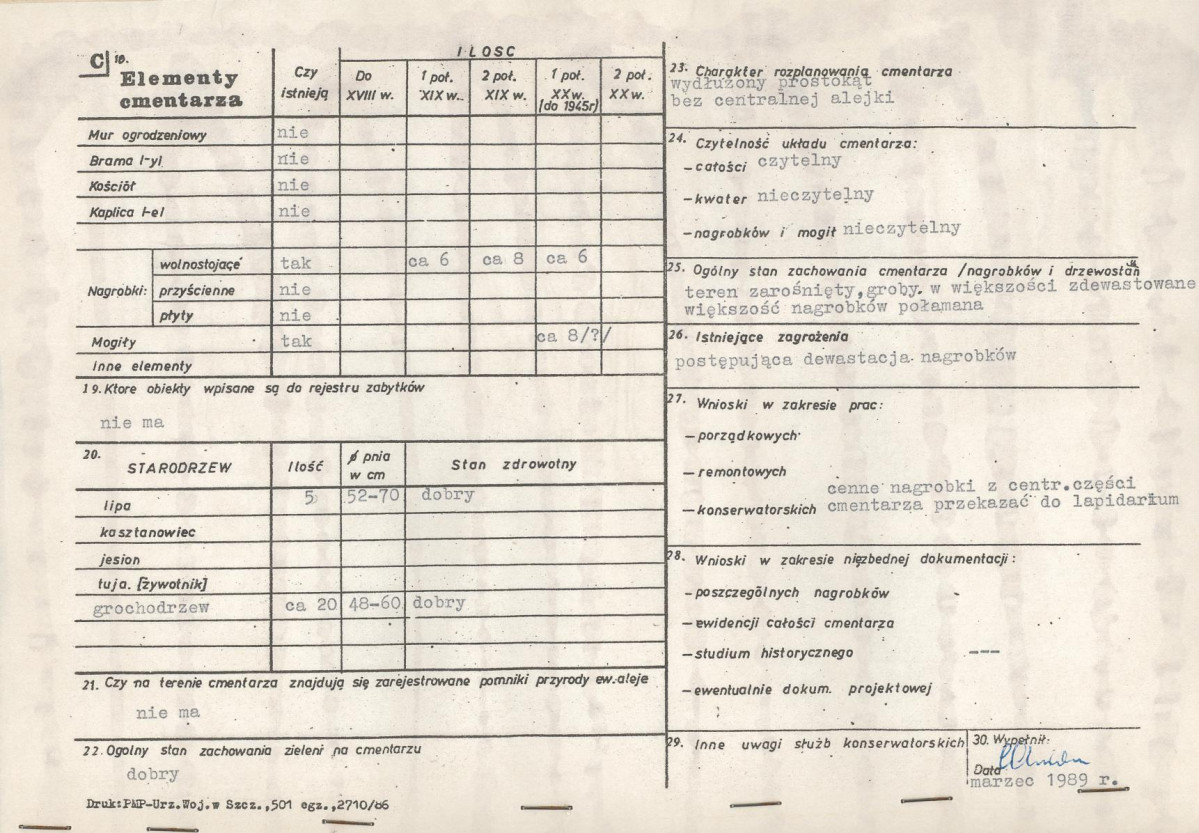 C 18.
Elementy cmentarza
Czy istnieją
ILOSC
Do XVIII w.
1 poł. XIX w.
2 poł. XIX w.
1 poł. XX w. (do 1945r)
2 poł. XX w.
Mur ogrodzeniowy nie
Brama /-y/ nie
Kościół nie
Kaplica /-e/ nie
Nagrobki:
wolnostojące tak ca 6 ca 8 ca 6
przyścienne nie
płyty nie
Mogiły tak ca 8/?/
Inne elementy
19. Ktore obiekty wpisane są do rejestru zabytków
nie ma
20. STARODRZEW Ilość ø pnia w cm Stan zdrowotny
lipa 5 52-70 dobry
kasztanowiec
jesion
tuja. [żywotnik]
grochodrzew ca 20 48-60 dobry
21. Czy na terenie cmentarza znajdują się zarejestrowane pomniki przyrody ew. aleje
nie ma
22. Ogolny stan zachowania zieleni na cmentarzu
dobry
Druk: PMP-Urz.Woj.w Szcz.,501 egz.,2710/86
23. Charakter rozplanowania cmentarza
wydłużony prostokąt
bez centralnej alejki
24. Czytelność układu cmentarza:
-całości czytelny
-kwater nieczytelny
-nagrobków i mogił nieczytelny
25. Ogólny stan zachowania cmentarza /nagrobków i drzewostan
teren zarośnięty, groby w większości zdewastowane
większość nagrobków połamana
26. Istniejące zagrożenia
postępująca dewastacja nagrobków
27. Wnioski w zakresie prac:
-porządkowych
-remontowych
cenne nagrobki z centr.części
-konserwatorskich cmentarza przekazać do lapidarium
28. Wnioski w zakresie nięzbednej dokumentacji:
-poszczególnych nagrobków
-ewidencji całości cmentarza
-studium historycznego ---
-ewentualnie dokum. projektowej
29. Inne uwagi służb konserwatorskich
30. Wypełnił:
Data
marzec 1989 r.